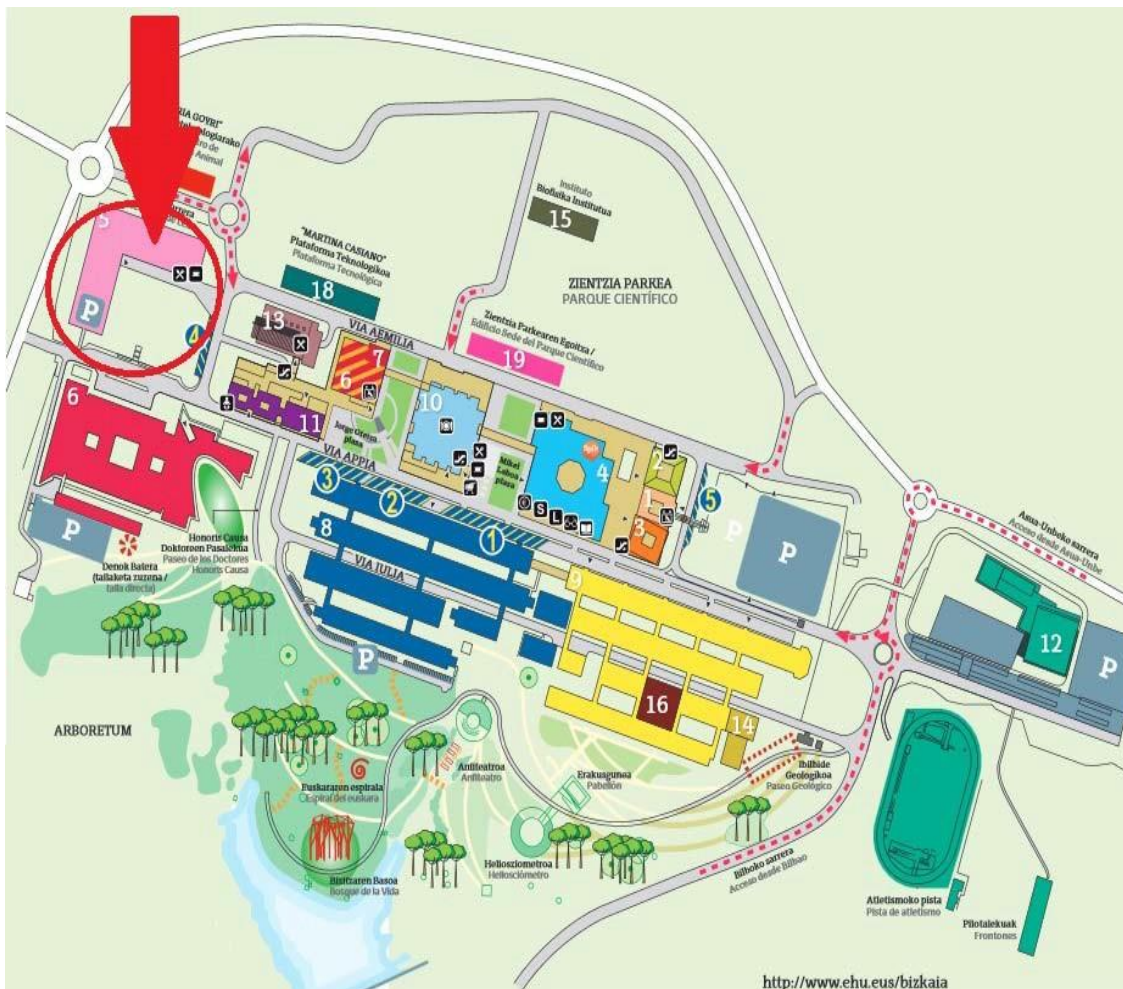 GOYRI"
Animal
5
P
4
"MARTINA CASIANO"
Plataforma Teknologikoa
Plataforma Tecnológica
18
Instituto
Biofisika Institutua
15
ZIENTZIA PARKEA
PARQUE CIENTÍFICO
Zientzia Parkearen Egoitza /
Edificio Sede del Parque Científico
19
VIA AEMILIA
13
7
6
11
10
Jorge Oteiza
plaza
Mikel
Laboa
plaza
4
2
1
3
5
P
P
S
L
VIA APPIA
3
2
1
8
VIA IULIA
P
9
16
14
12
P
Asua-Unbeko sarrera
Acceso desde Asua-Unbe
6
P
Honoris Causa
Doktoreen Pasalekua
Paseo de los Doctores
Honoris Causa
Denok Batera
(tailaketa zuzena /
talla directa)
ARBORETUM
Euskararen espirala
Espiral del euskara
Anfiteatroa
Anfiteatro
Erakusgunea
Pabellón
Ibilbide
Geologikoa
Paseo Geológico
Heliosziometroa
Heliosciómetro
Bizitzaren Basoa
Bosque de la Vida
Bilboko sarrera
Acceso desde Bilbao
Atletismoko pista
Pista de atletismo
Pilotalekuak
Frontones
http://www.ehu.eus/bizkaia